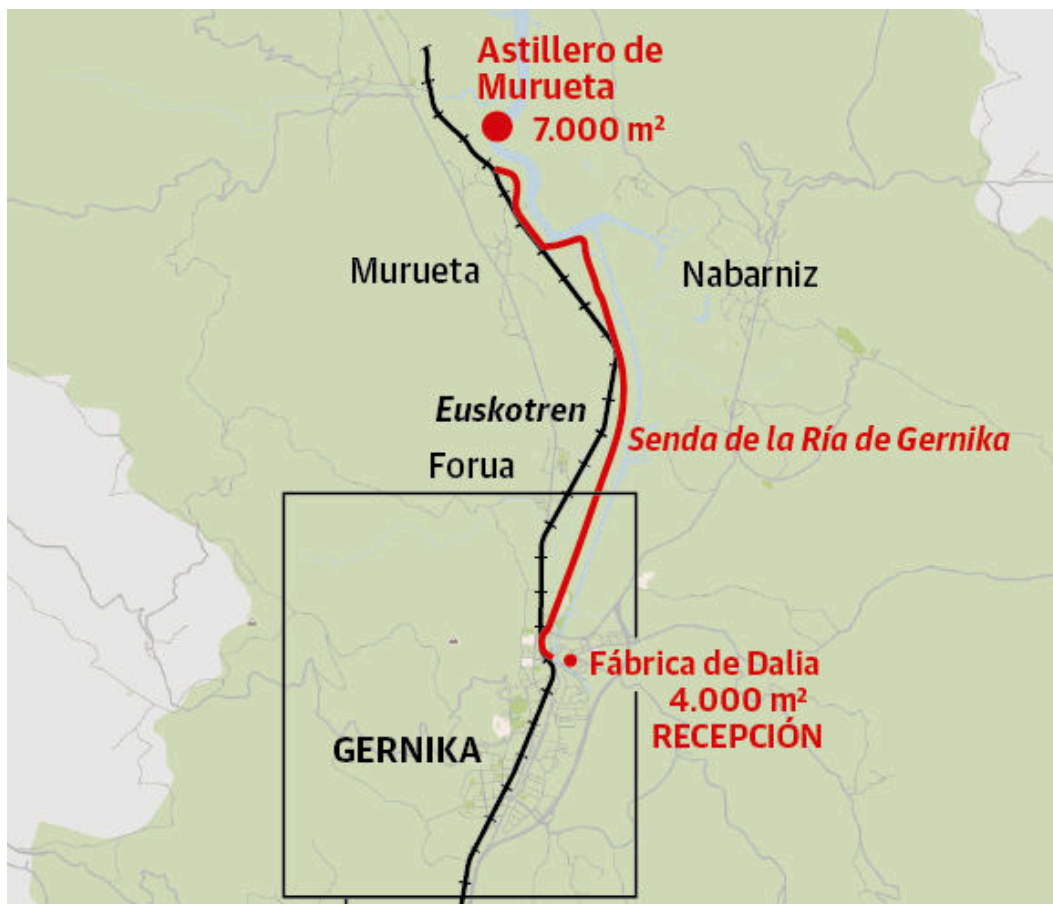 Astillero de
Murueta
7.000 m²
Murueta
Nabarniz
Euskotren
Senda de la Ría de Gernika
Forua
Fábrica de Dalia
4.000 m²
RECEPCIÓN
GERNIKA